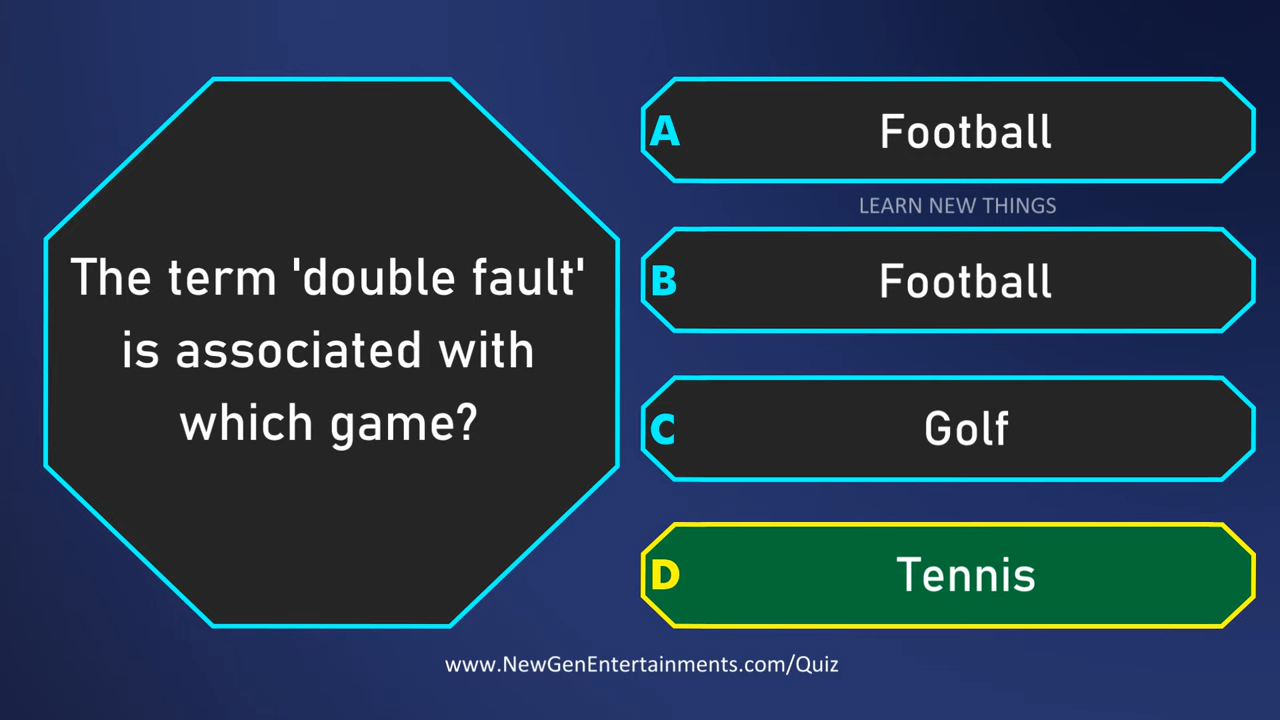 The term 'double fault'
is associated with
which game?
A Football
LEARN NEW THINGS
B Football
C Golf
D Tennis
www.NewGenEntertainments.com/Quiz